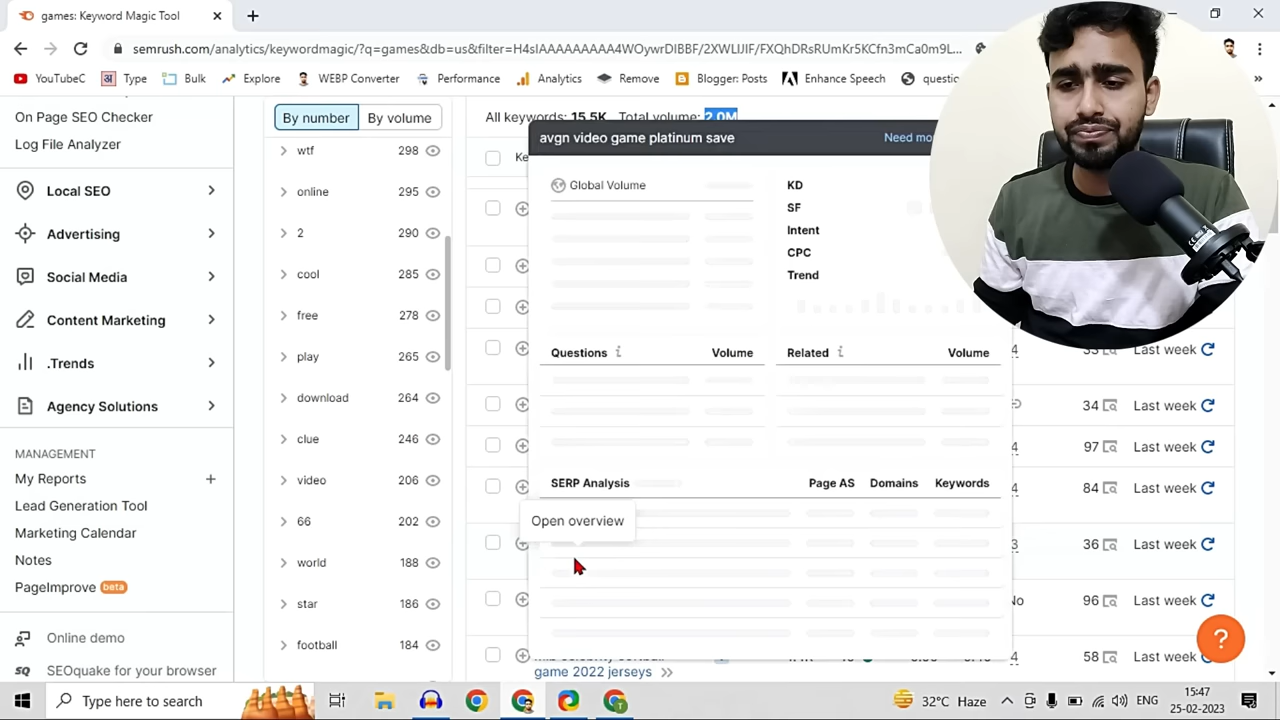 games: Keyword Magic Tool
semrush.com/analytics/keywordmagic/?q=games&db=us&filter=
YouTubeC
Type
Bulk
Explore
WEBP Converter
Performance
Analytics
Remove
Blogger: Posts
Enhance Speech
questio
On Page SEO Checker
Log File Analyzer
Local SEO
Advertising
Social Media
Content Marketing
.Trends
Agency Solutions
MANAGEMENT
My Reports
Lead Generation Tool
Marketing Calendar
Notes
PageImprove beta
Online demo
SEOquake for your browser
By number By volume
wtf 298
online 295
2 290
cool 285
free 278
play 265
download 264
clue 246
video 206
66 202
world 188
star 186
football 184
All keywords: 15.5K Total volume: 2.0M
Ke
avgn video game platinum save Need mo
Global Volume
KD
SF
Intent
CPC
Trend
Questions Volume
Related Volume
SERP Analysis Page AS Domains Keywords
Open overview
game 2022 jerseys
Last week
34 Last week
97 Last week
84 Last week
36 Last week
No 96 Last week
58 Last week
?
Type here to search
32°C Haze
ENG
15:47
25-02-2023